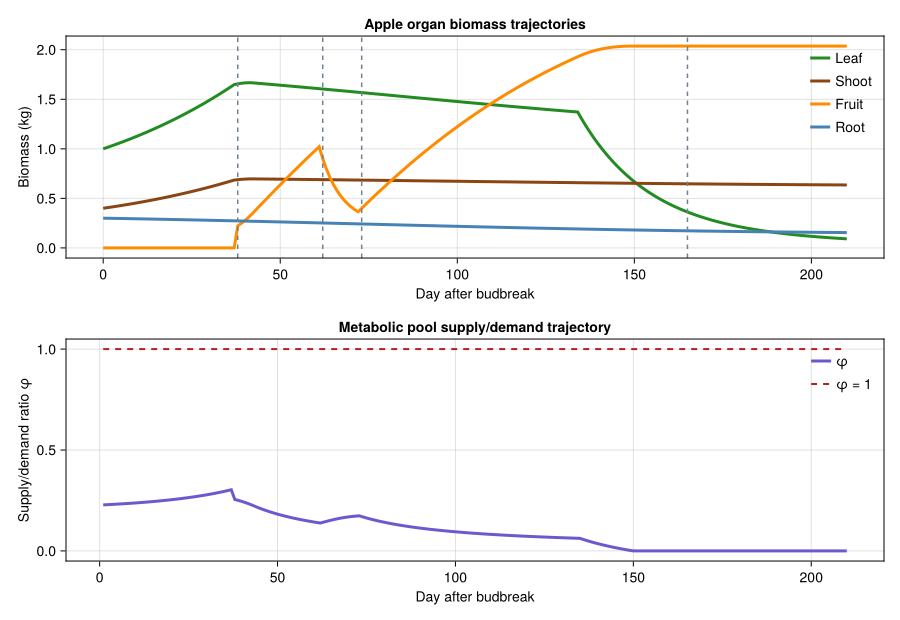 Apple organ biomass trajectories
2.0
1.5
1.0
0.5
0.0
Biomass (kg)
Leaf
Shoot
Fruit
Root
0 50 100 150 200
Day after budbreak
Metabolic pool supply/demand trajectory
1.0
0.5
0.0
Supply/demand ratio φ
φ
φ = 1
0 50 100 150 200
Day after budbreak